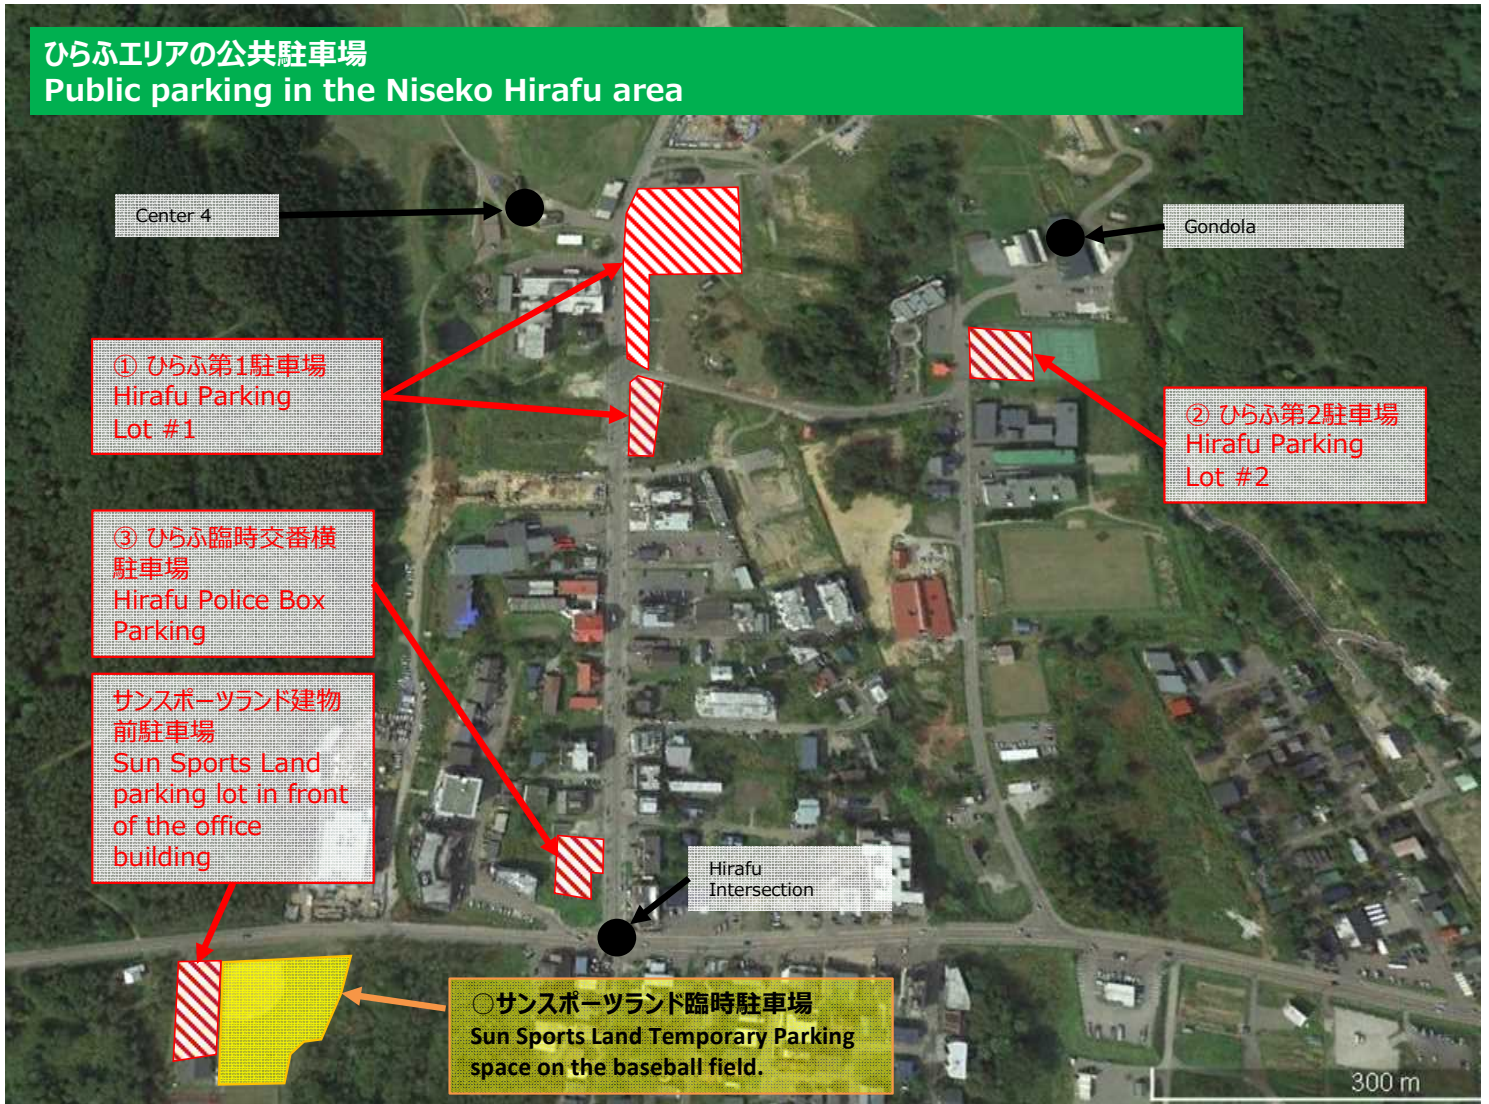 ひらふエリアの公共駐車場
Public parking in the Niseko Hirafu area
Center 4
Gondola
① ひらふ第1駐車場
Hirafu Parking
Lot #1
② ひらふ第2駐車場
Hirafu Parking
Lot #2
③ ひらふ臨時交番横
駐車場
Hirafu Police Box
Parking
サンスポーツランド建物
前駐車場
Sun Sports Land
parking lot in front
of the office
building
Hirafu
Intersection
○サンスポーツランド臨時駐車場
Sun Sports Land Temporary Parking
space on the baseball field.
300 m